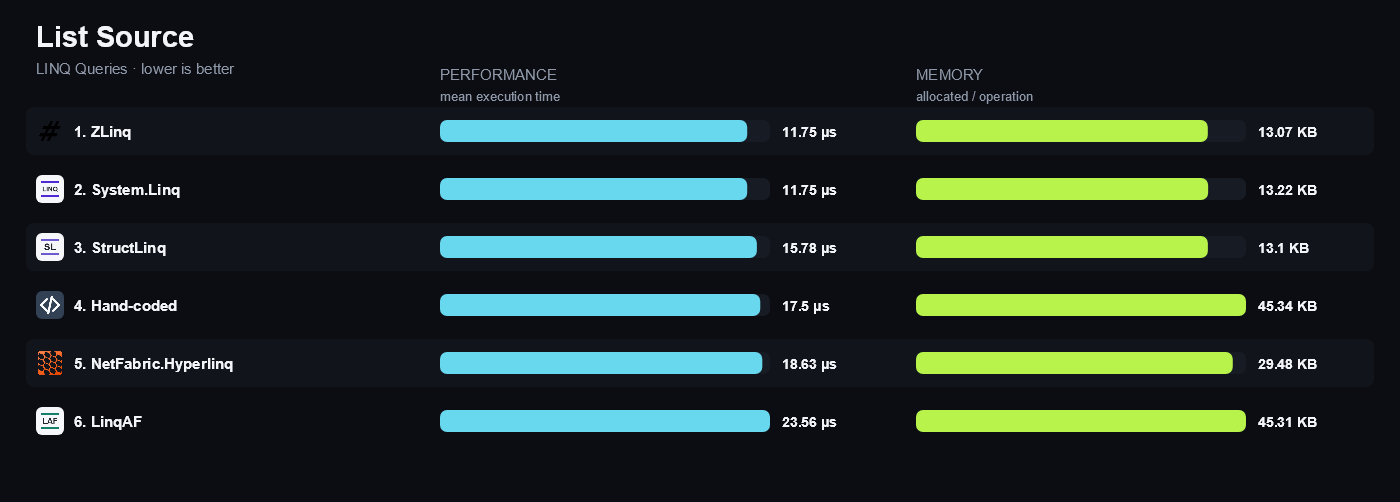 List Source
LINQ Queries · lower is better
PERFORMANCE
mean execution time
MEMORY
allocated / operation
# 1. ZLinq 11.75 µs 13.07 KB
LINQ 2. System.Linq 11.75 µs 13.22 KB
SL 3. StructLinq 15.78 µs 13.1 KB
</> 4. Hand-coded 17.5 µs 45.34 KB
5. NetFabric.Hyperlinq 18.63 µs 29.48 KB
LAF 6. LinqAF 23.56 µs 45.31 KB